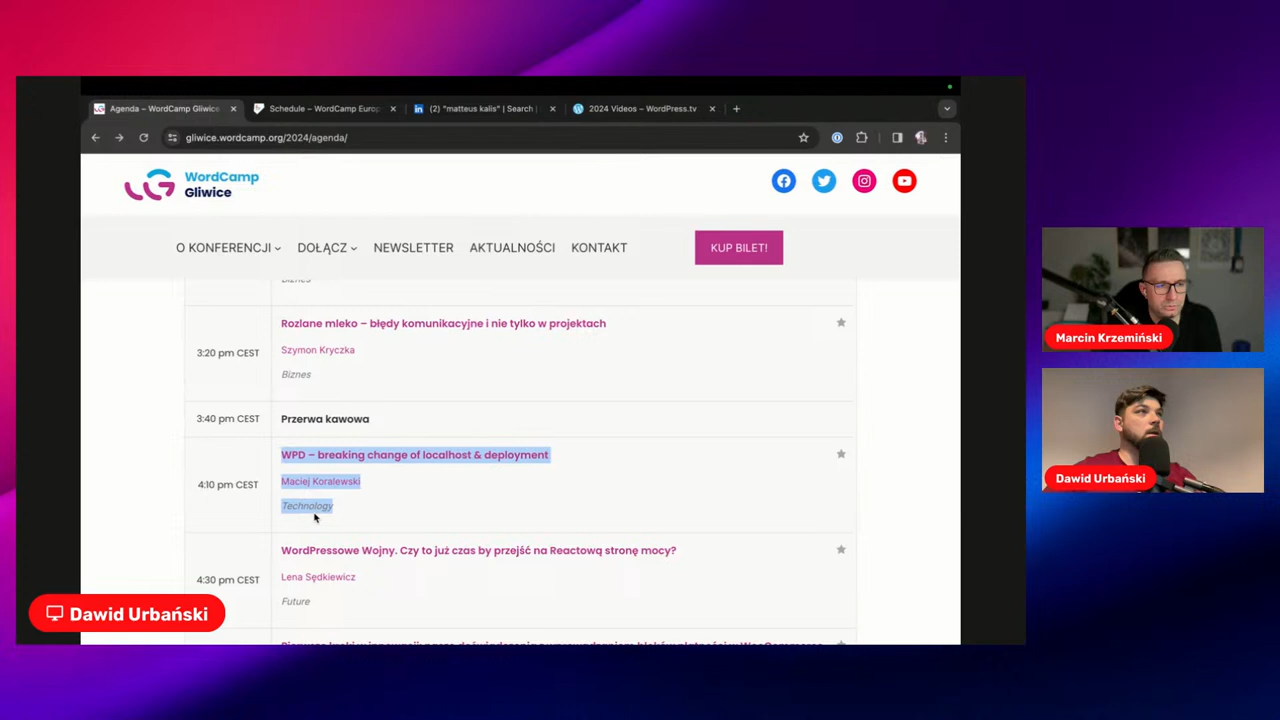 Agenda – WordCamp Gliwice
Schedule – WordCamp Europ
(2) "matteus kalis" | Search |
2024 Videos – WordPress.tv
gliwice.wordcamp.org/2024/agenda/
WordCamp
Gliwice
O KONFERENCJI
DOŁĄCZ
NEWSLETTER
AKTUALNOŚCI
KONTAKT
KUP BILET!
Biznes
Rozlane mleko – błędy komunikacyjne i nie tylko w projektach
3:20 pm CEST
Szymon Kryczka
Biznes
3:40 pm CEST
Przerwa kawowa
WPD – breaking change of localhost & deployment
4:10 pm CEST
Maciej Koralewski
Technology
WordPressowe Wojny. Czy to już czas by przejść na Reactową stronę mocy?
4:30 pm CEST
Lena Sędkiewicz
Future
Marcin Krzemiński
Dawid Urbański
Dawid Urbański